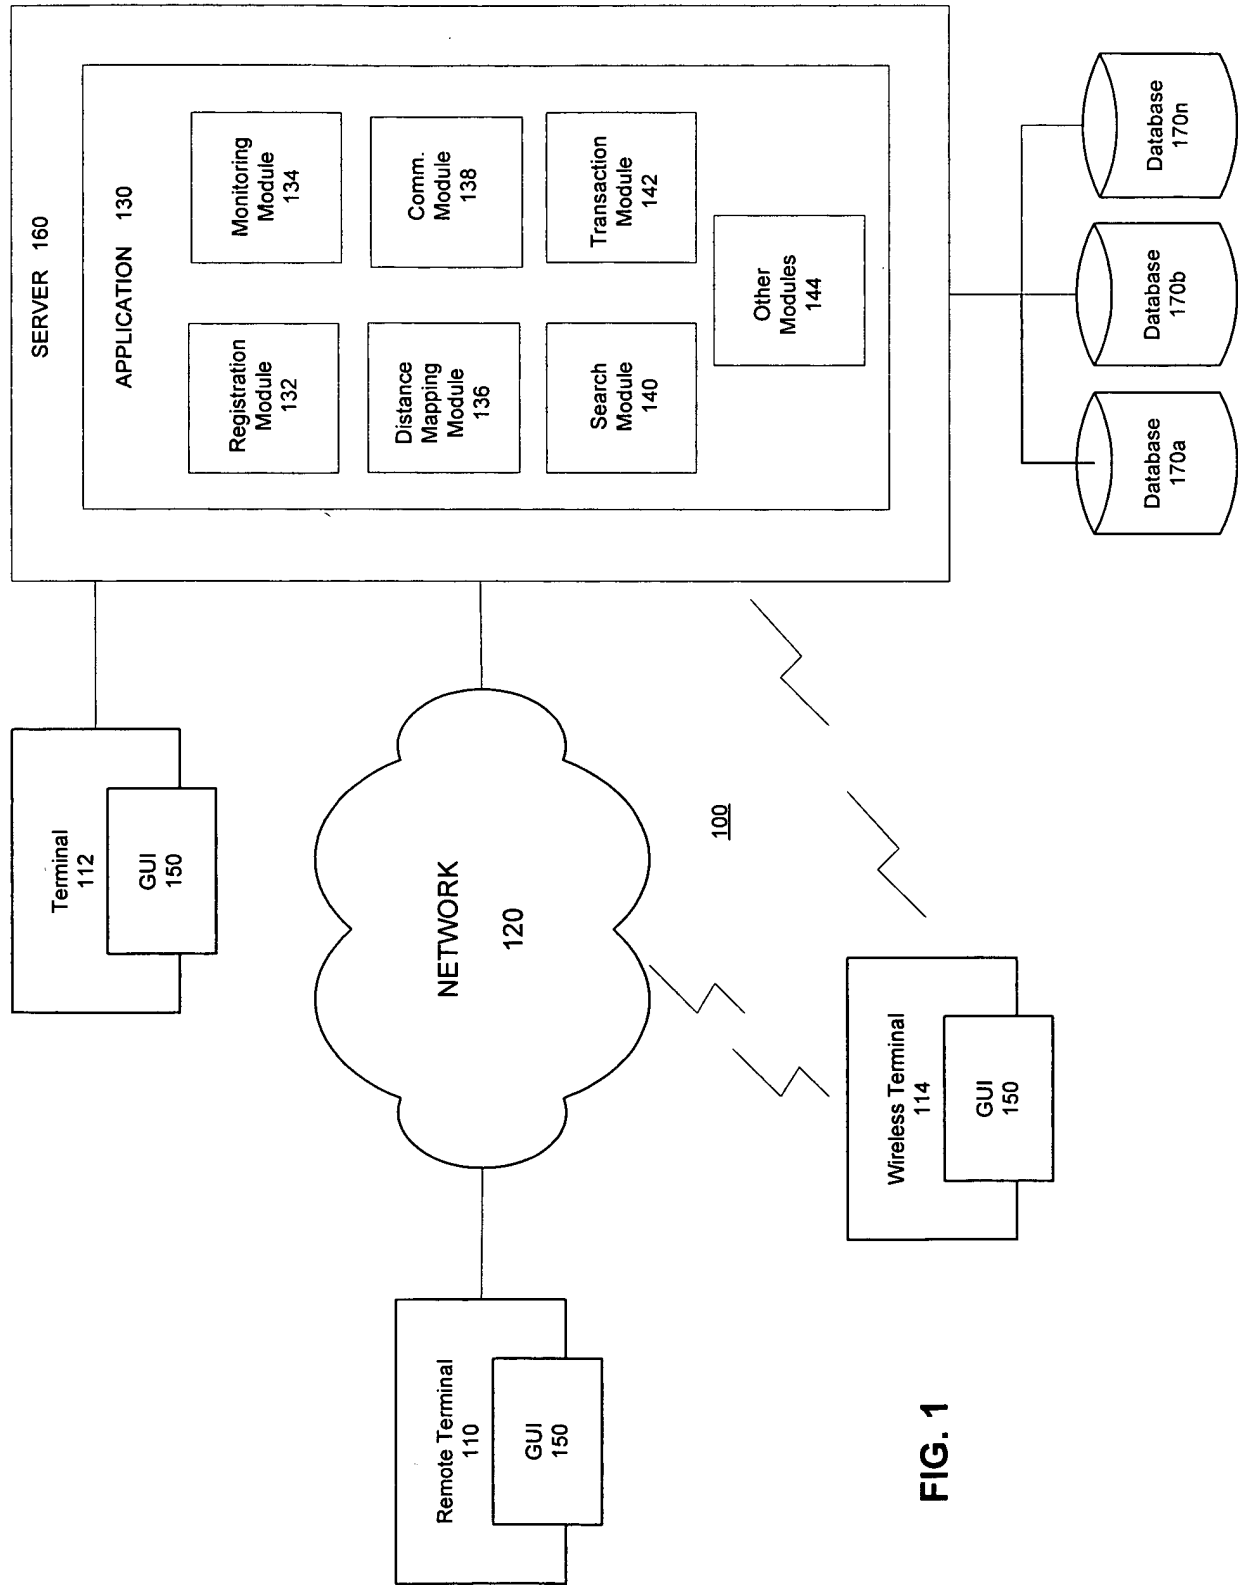 SERVER 160
APPLICATION 130
Registration
Module
132
Monitoring
Module
134
Distance
Mapping
Module
136
Comm.
Module
138
Search
Module
140
Transaction
Module
142
Other
Modules
144
Terminal
112
GUI
150
NETWORK
120
100
Remote Terminal
110
GUI
150
Wireless Terminal
114
GUI
150
Database
170a
Database
170b
Database
170n
FIG. 1